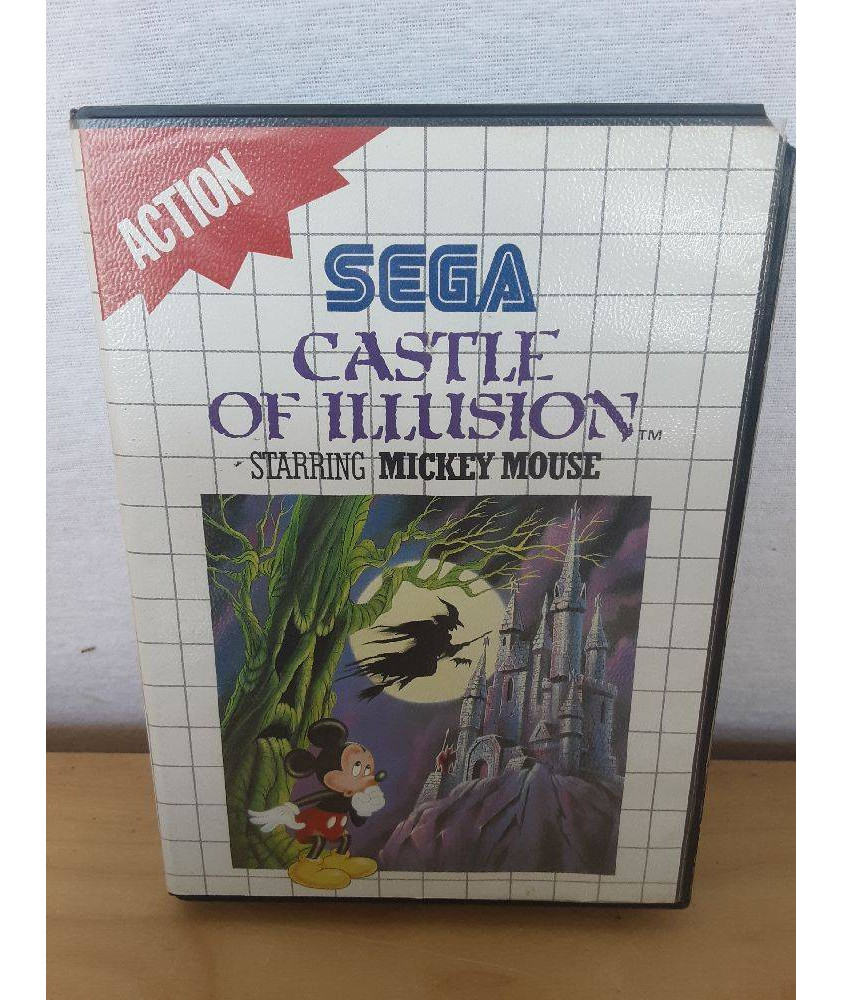 ACTION
SEGA
CASTLE
OF ILLUSION™
STARRING MICKEY MOUSE